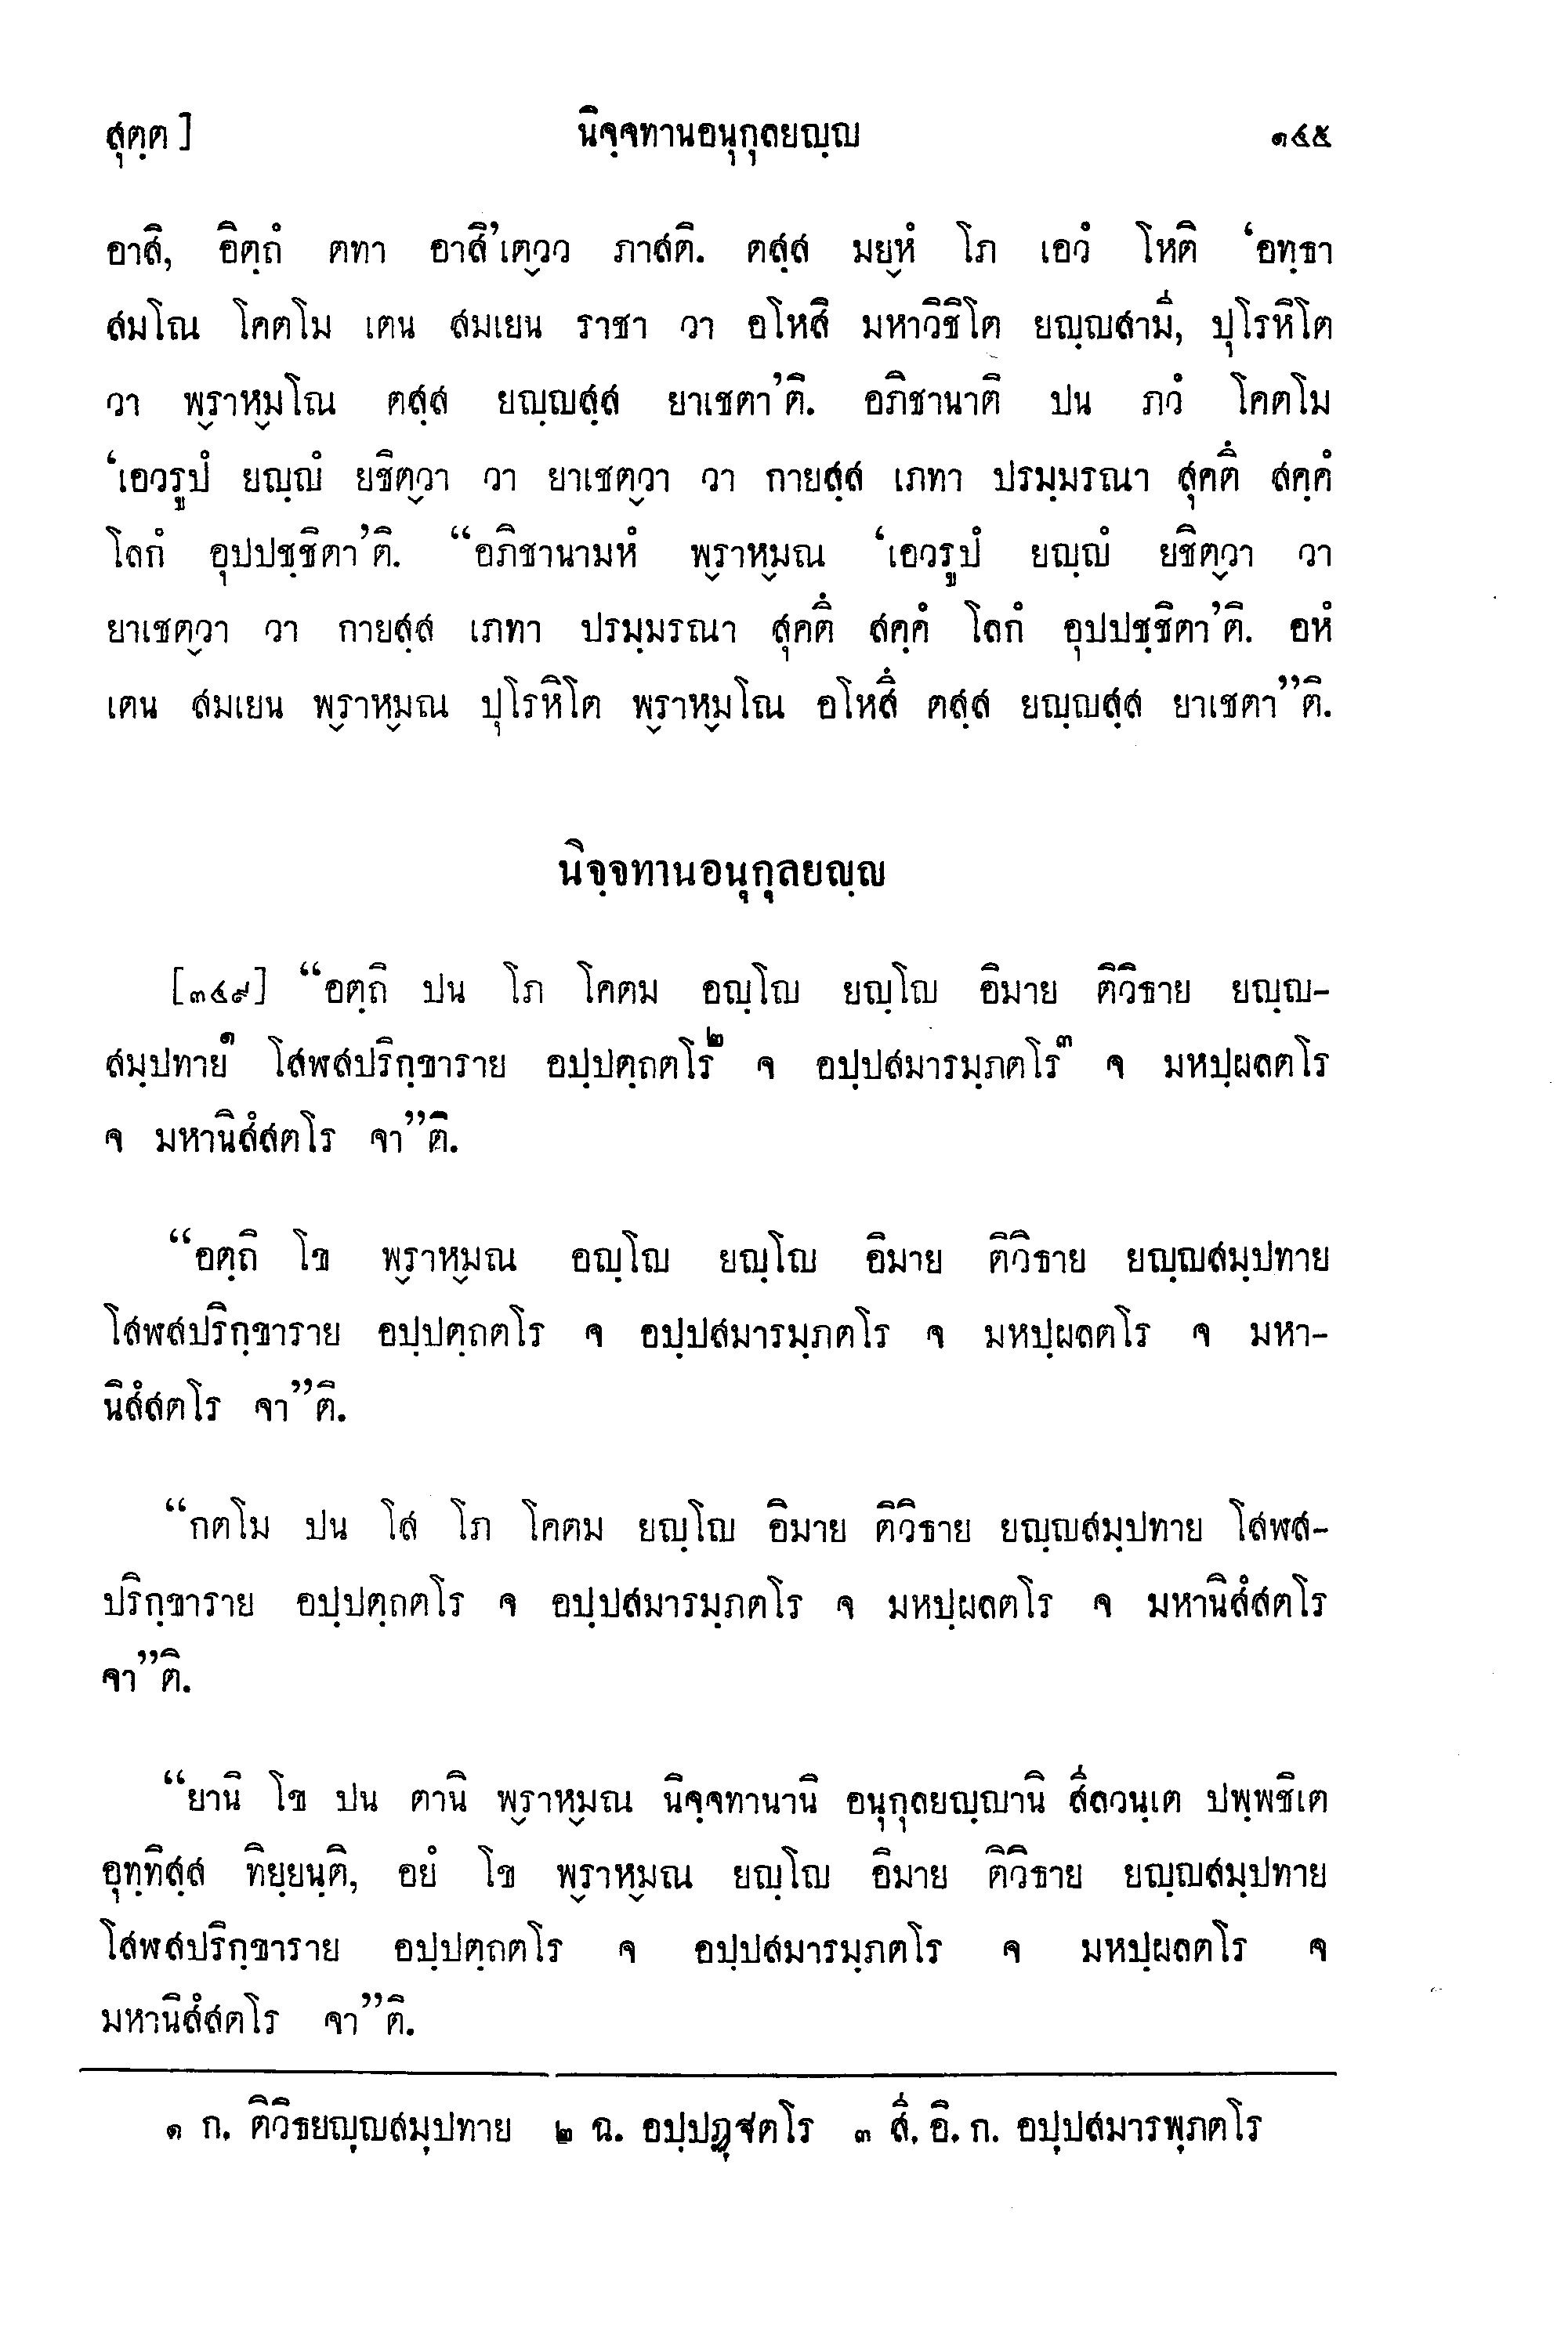 สุตฺต] นิจฺจทานอนุกุลยญฺญ ๑๔๕
อาสิ, อิตฺถํ ตทา อาสิ’เต๎วว ภาสติ. ตสฺส มย๎หํ โภ เอวํ โหติ ‘อทฺธา
สมโณ โคตโม เตน สมเยน ราชา วา อโหสิ มหาวิชิโต ยญฺญสามี, ปุโรหิโต
วา พ๎ราห๎มโณ ตสฺส ยญฺญสฺส ยาเชตา’ติ. อภิชานาติ ปน ภวํ โคตโม
‘เอวรูปํ ยญฺญํ ยชิต๎วา วา ยาเชต๎วา วา กายสฺส เภทา ปรมฺมรณา สุคตึ สคฺคํ
โลกํ อุปปชฺชิตา’ติ. “อภิชานามหํ พ๎ราห๎มณ ‘เอวรูปํ ยญฺญํ ยชิต๎วา วา
ยาเชต๎วา วา กายสฺส เภทา ปรมฺมรณา สุคตึ สคฺคํ โลกํ อุปปชฺชิตา’ติ. อหํ
เตน สมเยน พ๎ราห๎มณ ปุโรหิโต พ๎ราห๎มโณ อโหสึ ตสฺส ยญฺญสฺส ยาเชตา”ติ.
นิจฺจทานอนุกุลยญฺญ
[๓๔๙] “อตฺถิ ปน โภ โคตม อญฺโญ ยญฺโญ อิมาย ติวิธาย ยญฺญ-
สมฺปทาย๑ โสฬสปริกฺขาราย อปฺปตฺถตโร๒ จ อปฺปสมารมฺภตโร๓ จ มหปฺผลตโร
จ มหานิสํสตโร จา”ติ.
“อตฺถิ โข พ๎ราห๎มณ อญฺโญ ยญฺโญ อิมาย ติวิธาย ยญฺญสมฺปทาย
โสฬสปริกฺขาราย อปฺปตฺถตโร จ อปฺปสมารมฺภตโร จ มหปฺผลตโร จ มหา-
นิสํสตโร จา”ติ.
“กตโม ปน โส โภ โคตม ยญฺโญ อิมาย ติวิธาย ยญฺญสมฺปทาย โสฬส-
ปริกฺขาราย อปฺปตฺถตโร จ อปฺปสมารมฺภตโร จ มหปฺผลตโร จ มหานิสํสตโร
จา”ติ.
“ยานิ โข ปน ตานิ พ๎ราห๎มณ นิจฺจทานานิ อนุกุลยญฺญานิ สีลวนฺเต ปพฺพชิเต
อุทฺทิสฺส ทิยฺยนฺติ, อยํ โข พ๎ราห๎มณ ยญฺโญ อิมาย ติวิธาย ยญฺญสมฺปทาย
โสฬสปริกฺขาราย อปฺปตฺถตโร จ อปฺปสมารมฺภตโร จ มหปฺผลตโร จ
มหานิสํสตโร จา”ติ.
๑ ก. ติวิธยญฺญสมฺปทาย ๒ ฉ. อปฺปฏฺฐตโร ๓ สี. อิ. ก. อปฺปสมารพฺภตโร